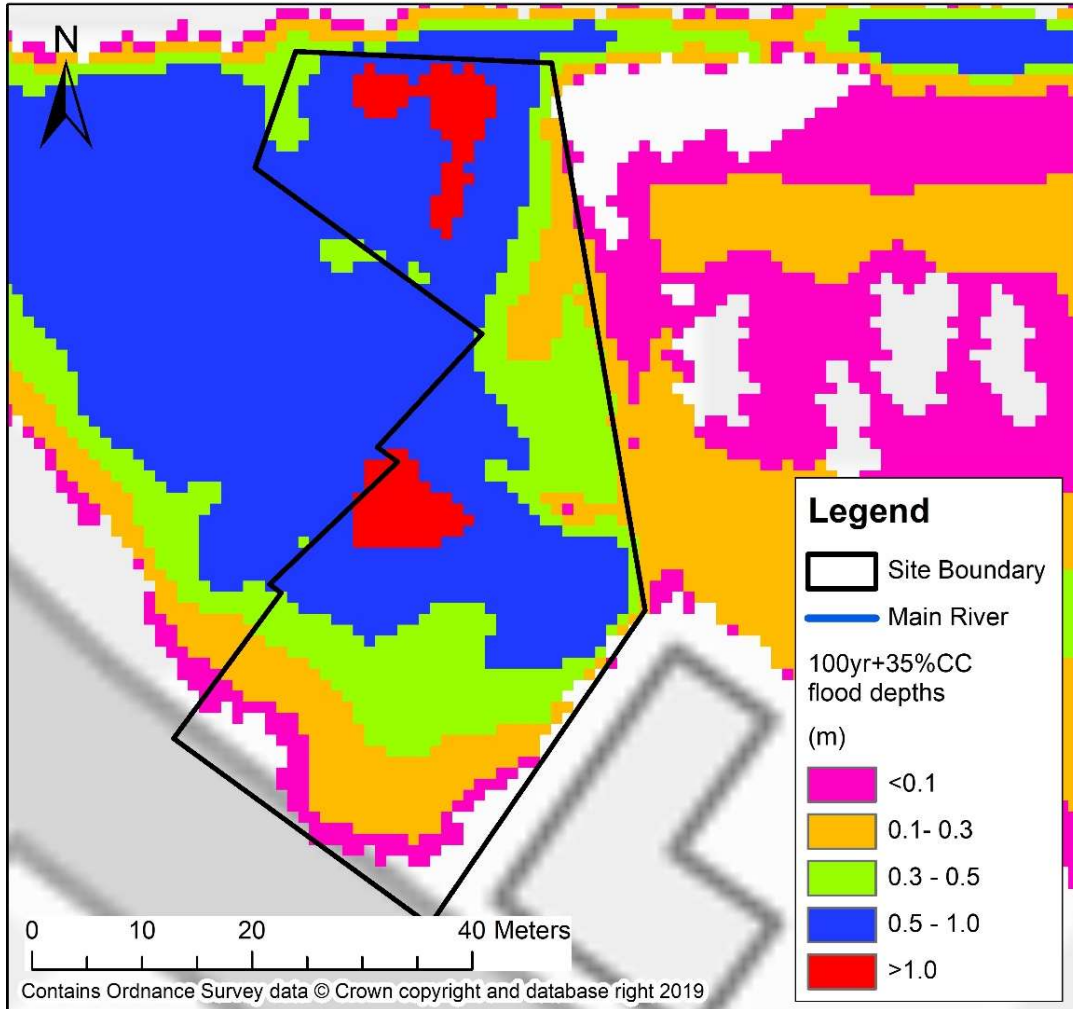 N
Legend
Site Boundary
Main River
100yr+35%CC
flood depths
(m)
<0.1
0.1- 0.3
0.3 - 0.5
0.5 - 1.0
>1.0
0 10 20 40 Meters
Contains Ordnance Survey data © Crown copyright and database right 2019